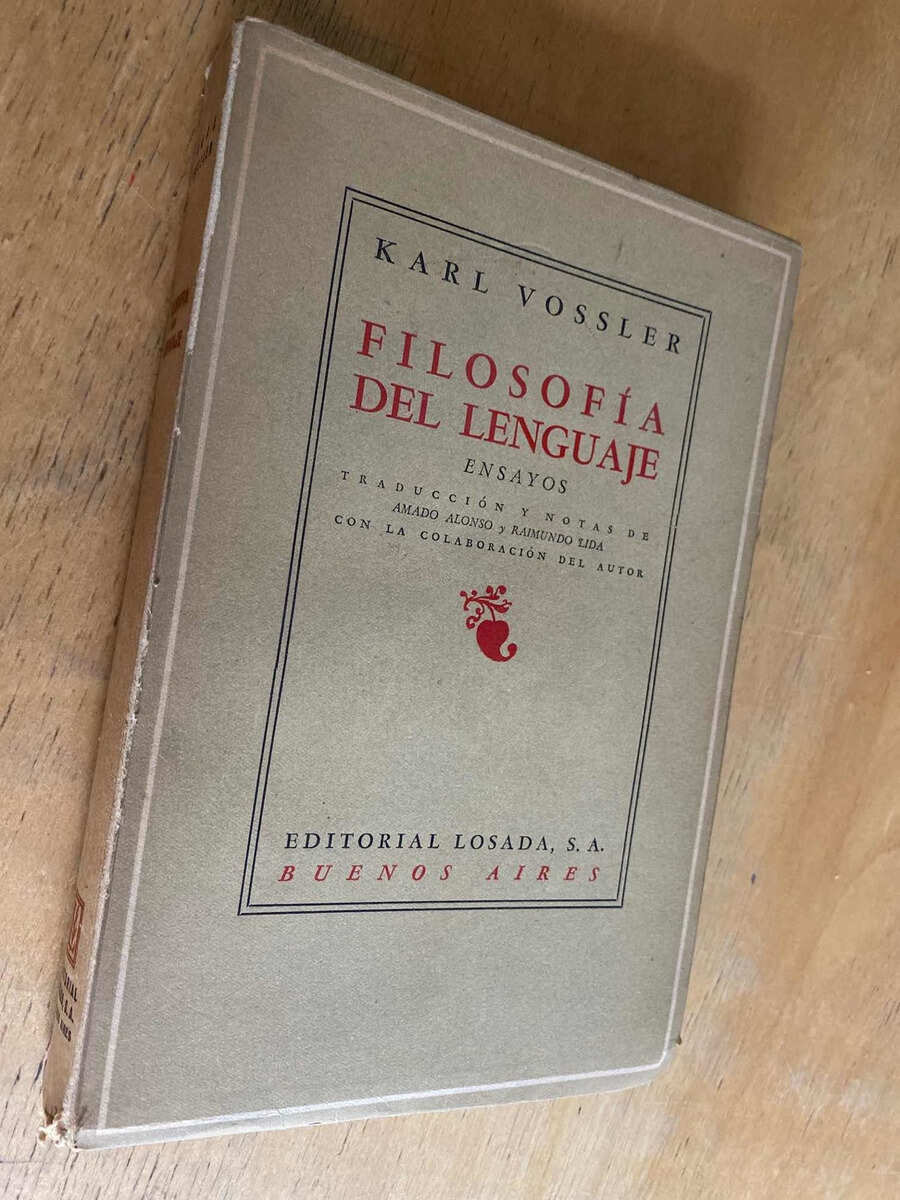 KARL VOSSLER
FILOSOFÍA
DEL LENGUAJE
ENSAYOS
TRADUCCIÓN Y NOTAS DE
AMADO ALONSO y RAIMUNDO LIDA
CON LA COLABORACIÓN DEL AUTOR
EDITORIAL LOSADA, S. A.
BUENOS AIRES